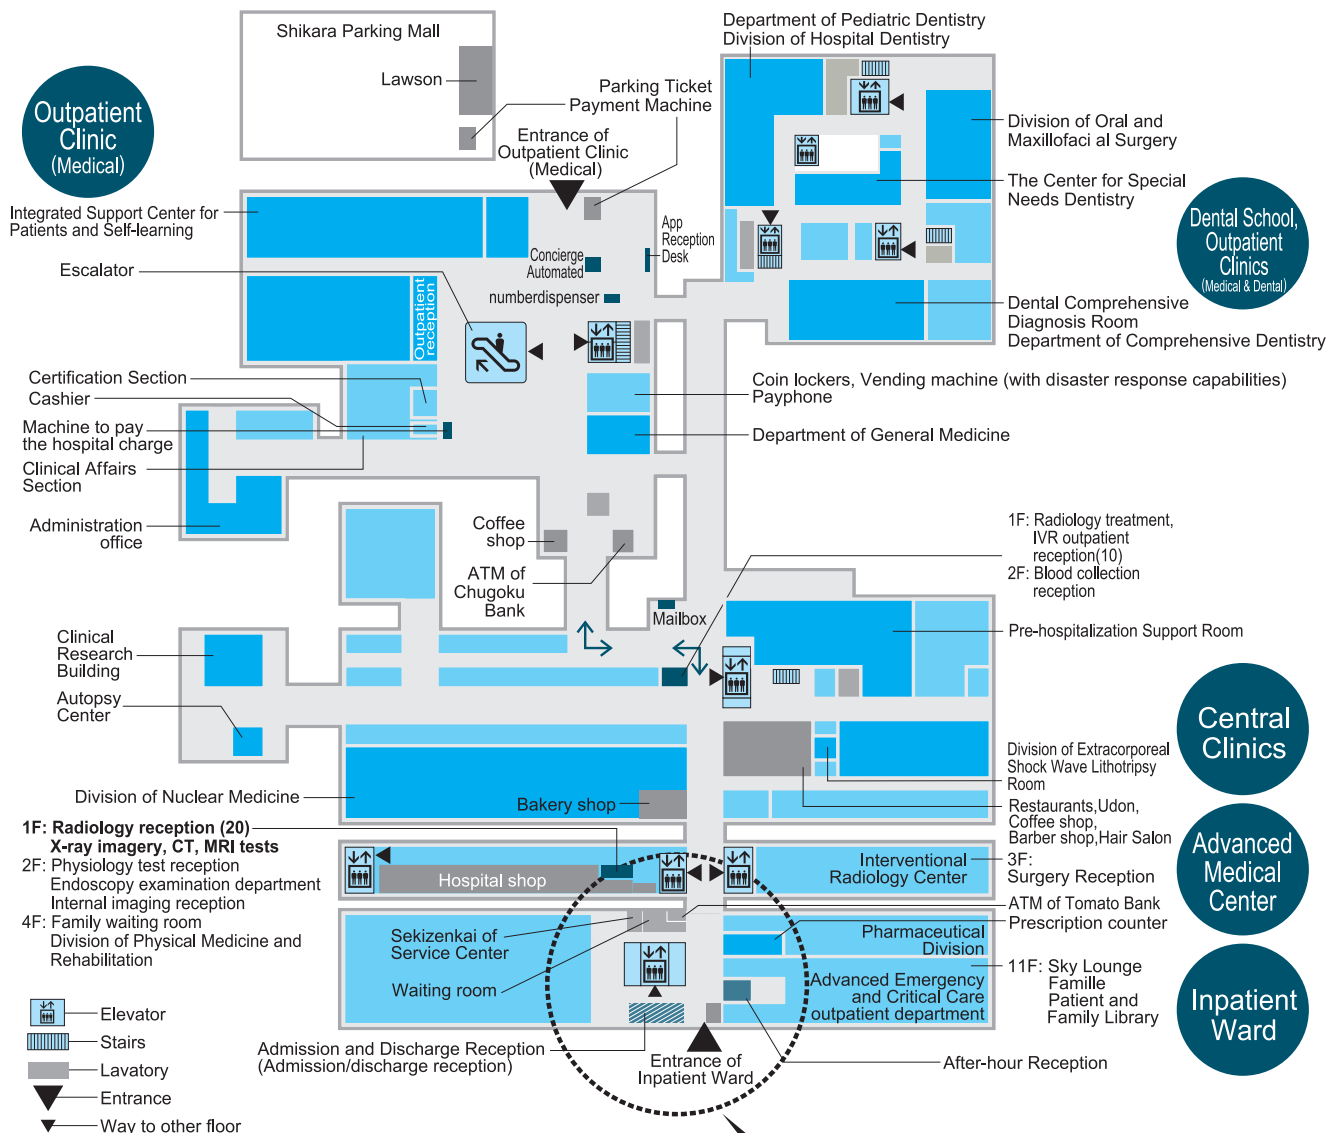 Shikara Parking Mall
Lawson
Parking Ticket
Payment Machine
Entrance of
Outpatient Clinic
(Medical)
Outpatient
Clinic
(Medical)
Integrated Support Center for
Patients and Self-learning
Escalator
Concierge
Automated
numberdispenser
App
Reception
Desk
Outpatient
reception
Certification Section
Cashier
Machine to pay
the hospital charge
Clinical Affairs
Section
Administration
office
Department of Pediatric Dentistry
Division of Hospital Dentistry
Division of Oral and
Maxillofaci al Surgery
The Center for Special
Needs Dentistry
Dental School,
Outpatient
Clinics
(Medical & Dental)
Dental Comprehensive
Diagnosis Room
Department of Comprehensive Dentistry
Coin lockers, Vending machine (with disaster response capabilities)
Payphone
Department of General Medicine
Coffee
shop
ATM of
Chugoku
Bank
Mailbox
1F: Radiology treatment,
IVR outpatient
reception(10)
2F: Blood collection
reception
Pre-hospitalization Support Room
Clinical
Research
Building
Autopsy
Center
Central
Clinics
Division of Extracorporeal
Shock Wave Lithotripsy
Room
Restaurants,Udon,
Coffee shop,
Barber shop,Hair Salon
Division of Nuclear Medicine
Bakery shop
1F: Radiology reception (20)
X-ray imagery, CT, MRI tests
2F: Physiology test reception
Endoscopy examination department
Internal imaging reception
4F: Family waiting room
Division of Physical Medicine and
Rehabilitation
Hospital shop
Interventional
Radiology Center
3F:
Surgery Reception
Advanced
Medical
Center
ATM of Tomato Bank
Prescription counter
Sekizenkai of
Service Center
Waiting room
Pharmaceutical
Division
Advanced Emergency
and Critical Care
outpatient department
11F: Sky Lounge
Famille
Patient and
Family Library
Inpatient
Ward
Admission and Discharge Reception
(Admission/discharge reception)
Entrance of
Inpatient Ward
After-hour Reception
Elevator
Stairs
Lavatory
Entrance
Way to other floor